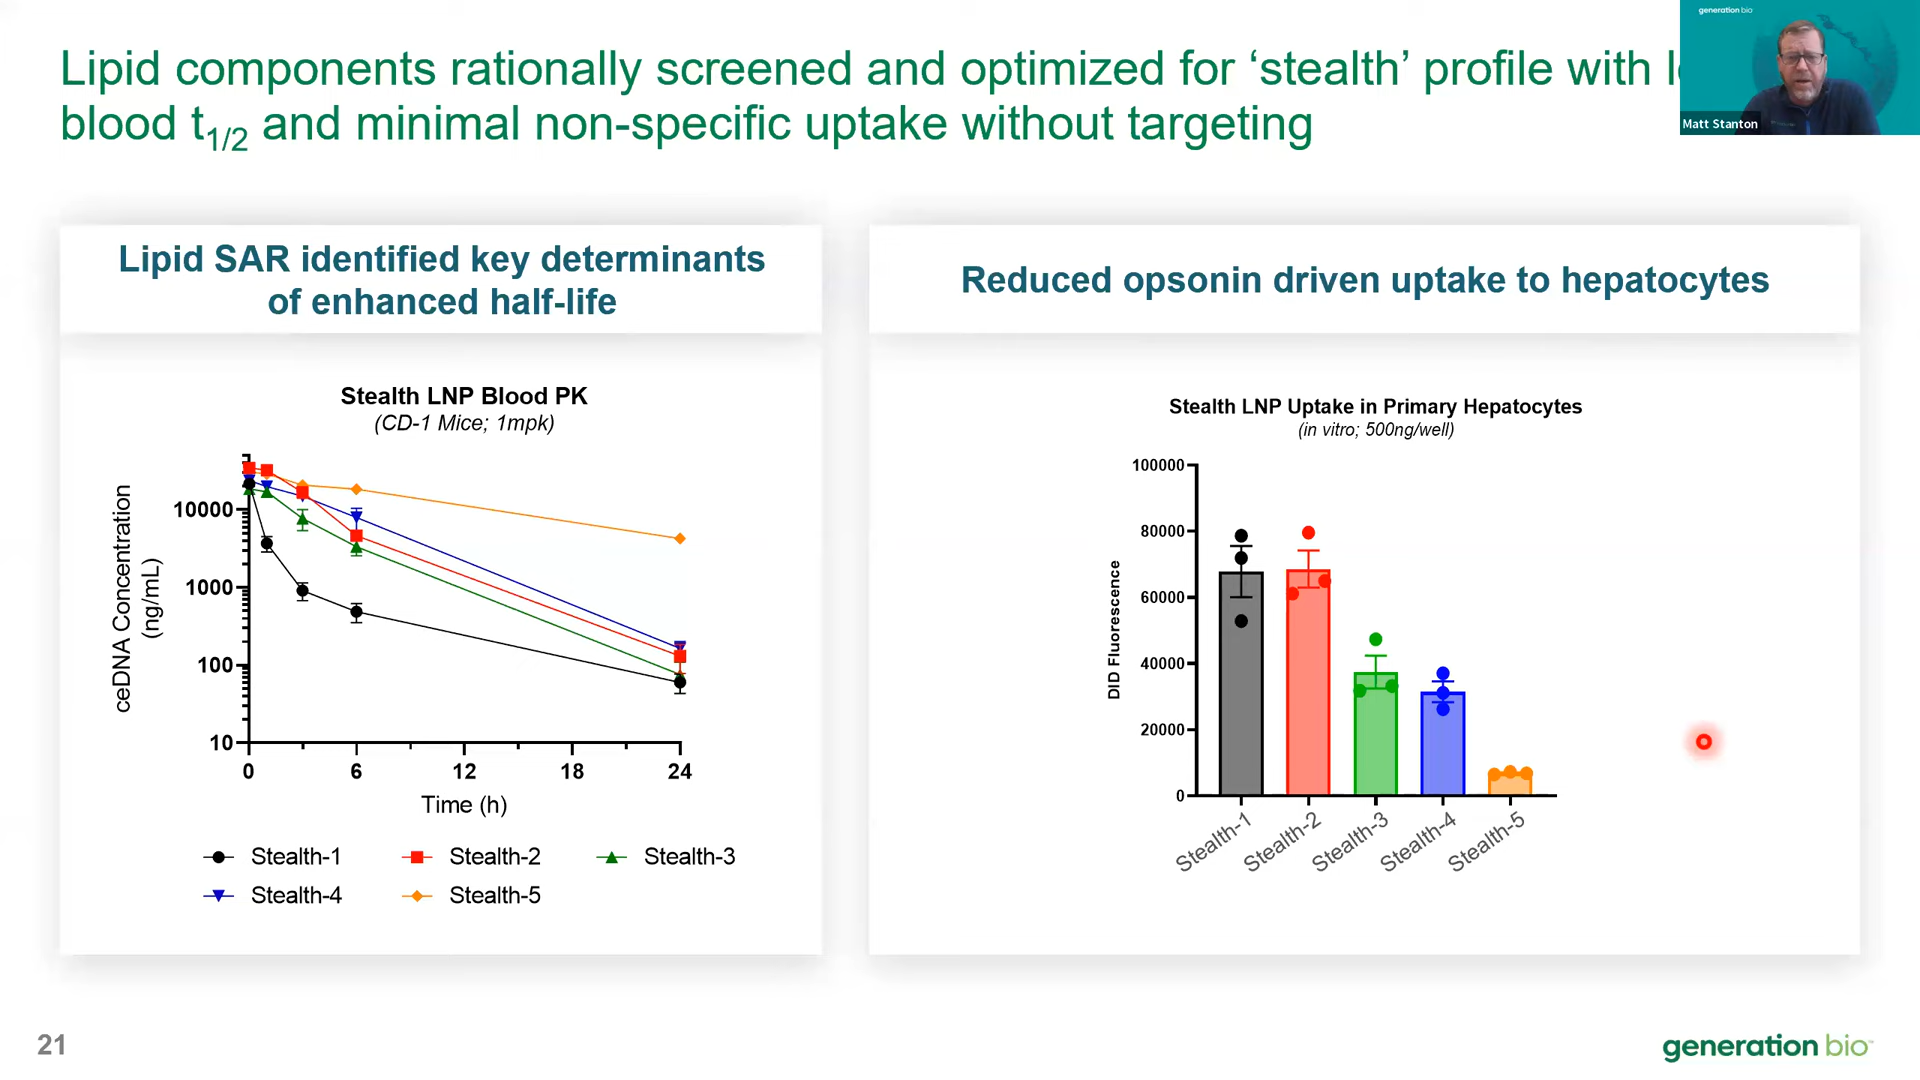 generation bio
Matt Stanton
Lipid components rationally screened and optimized for ‘stealth’ profile with
blood t1/2 and minimal non-specific uptake without targeting
Lipid SAR identified key determinants
of enhanced half-life
Stealth LNP Blood PK
(CD-1 Mice; 1mpk)
ceDNA Concentration
(ng/mL)
10000
1000
100
10
0 6 12 18 24
Time (h)
Stealth-1 Stealth-2 Stealth-3
Stealth-4 Stealth-5
Reduced opsonin driven uptake to hepatocytes
Stealth LNP Uptake in Primary Hepatocytes
(in vitro; 500ng/well)
DID Fluorescence
100000
80000
60000
40000
20000
0
Stealth-1 Stealth-2 Stealth-3 Stealth-4 Stealth-5
21
generation bio™